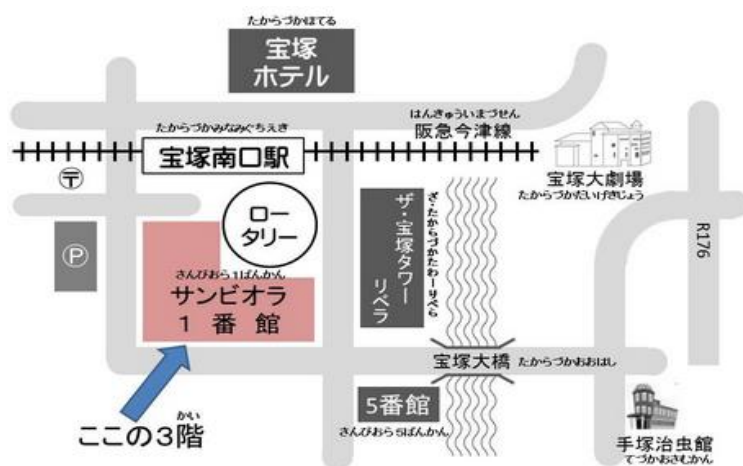 たからづかほてる
宝塚
ホテル
はんきゅういまづせん
阪急今津線
たからづかみなみぐちえき
宝塚南口駅
宝塚大劇場
たからづかだいげきじょう
〒
ロー
タリー
P
さんびおら1ばんかん
サンビオラ
1 番 館
ザ・宝塚タワー
リベラ
ざ・たからづかたわーりべら
R176
宝塚大橋
たからづかおおはし
5番館
さんびおら5ばんかん
かい
ここの3階
手塚治虫館
てづかおさむかん